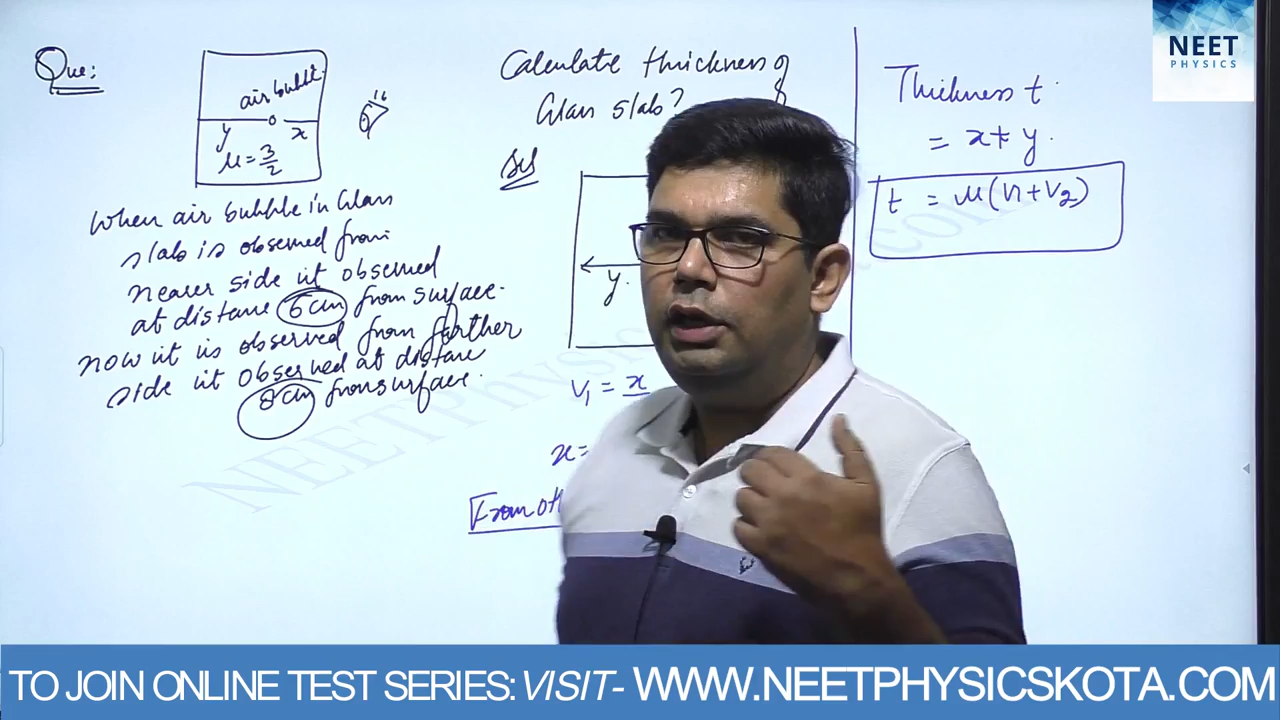 Que:
air bubble
y x
μ = 3/2
When air bubble in Glass
slab is observed from
nearer side it observed
at distance 6cm from surface.
now it is observed from further
side it observed at distance
8cm from surface.
Calculate thickness of
Glass slab?
y
V₁ = x
x =
From oth
Thickness t
= x + y.
t = μ(V₁+V₂)
NEET
PHYSICS
TO JOIN ONLINE TEST SERIES: VISIT- WWW.NEETPHYSICSKOTA.COM